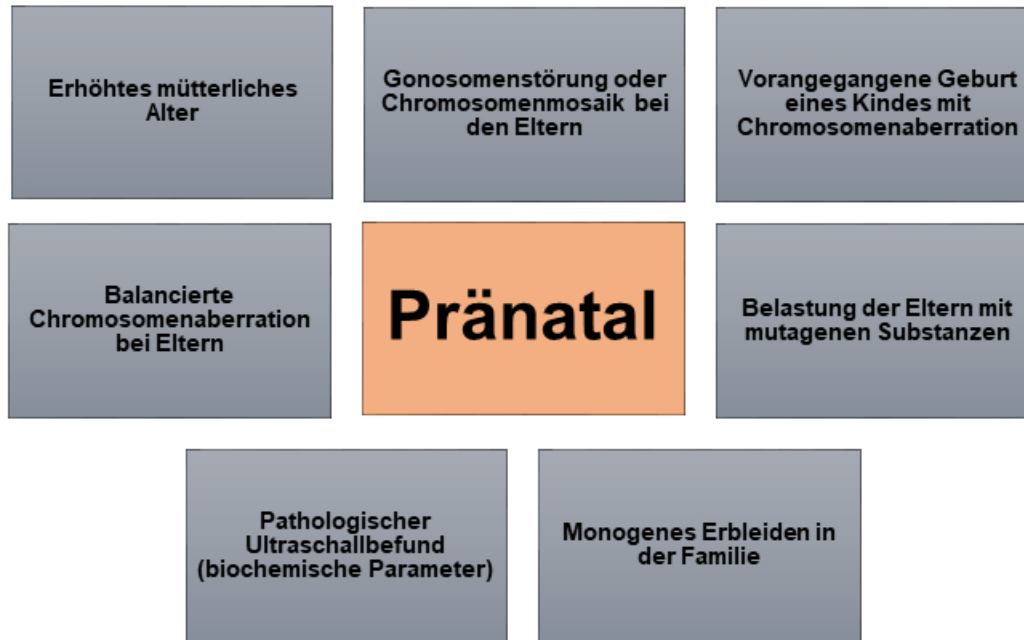 Erhöhtes mütterliches
Alter
Gonosomenstörung oder
Chromosomenmosaik bei
den Eltern
Vorangegangene Geburt
eines Kindes mit
Chromosomenaberration
Balancierte
Chromosomenaberration
bei Eltern
Pränatal
Belastung der Eltern mit
mutagenen Substanzen
Pathologischer
Ultraschallbefund
(biochemische Parameter)
Monogenes Erbleiden in
der Familie